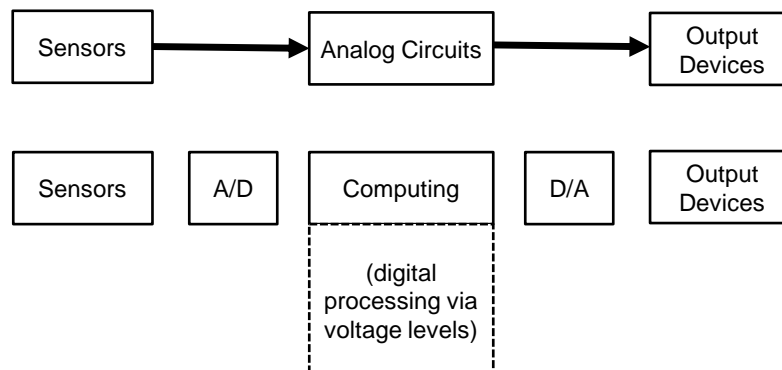 Sensors
Analog Circuits
Output
Devices
Sensors
A/D
Computing
D/A
Output
Devices
(digital
processing via
voltage levels)